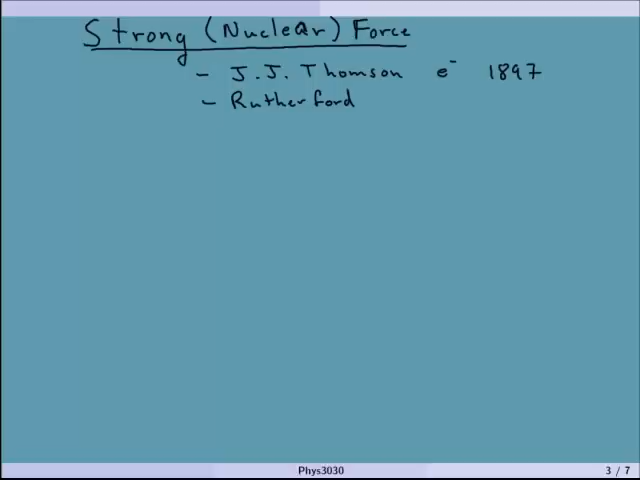 Strong (Nuclear) Force
- J.J. Thomson e⁻ 1897
- Rutherford
Phys3030
3 / 7